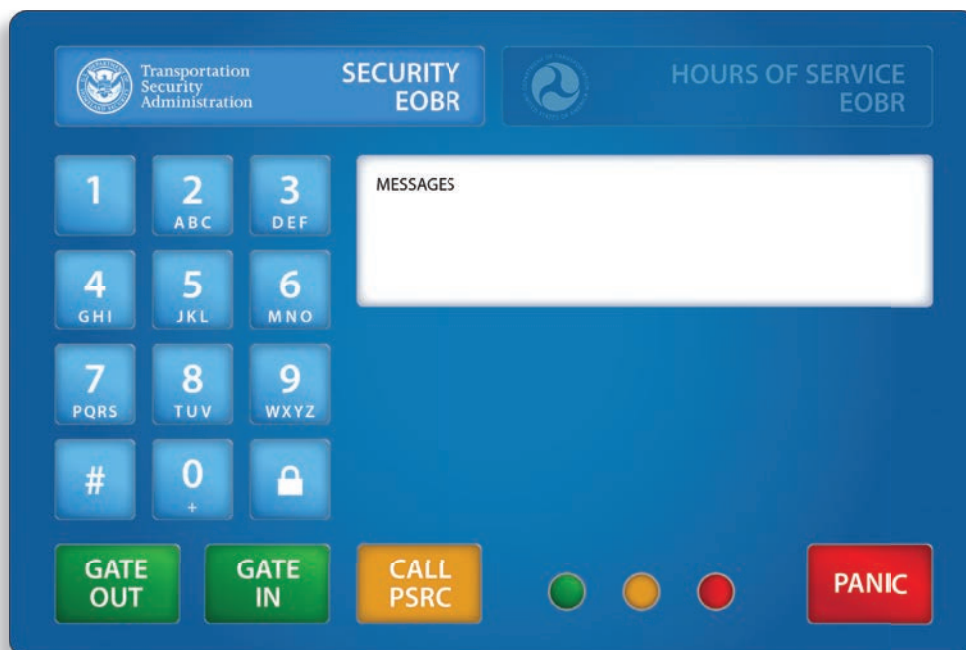 Transportation
Security
Administration
SECURITY
EOBR
HOURS OF SERVICE
EOBR
1
2
ABC
3
DEF
MESSAGES
4
GHI
5
JKL
6
MNO
7
PQRS
8
TUV
9
WXYZ
#
0
+
GATE
OUT
GATE
IN
CALL
PSRC
PANIC